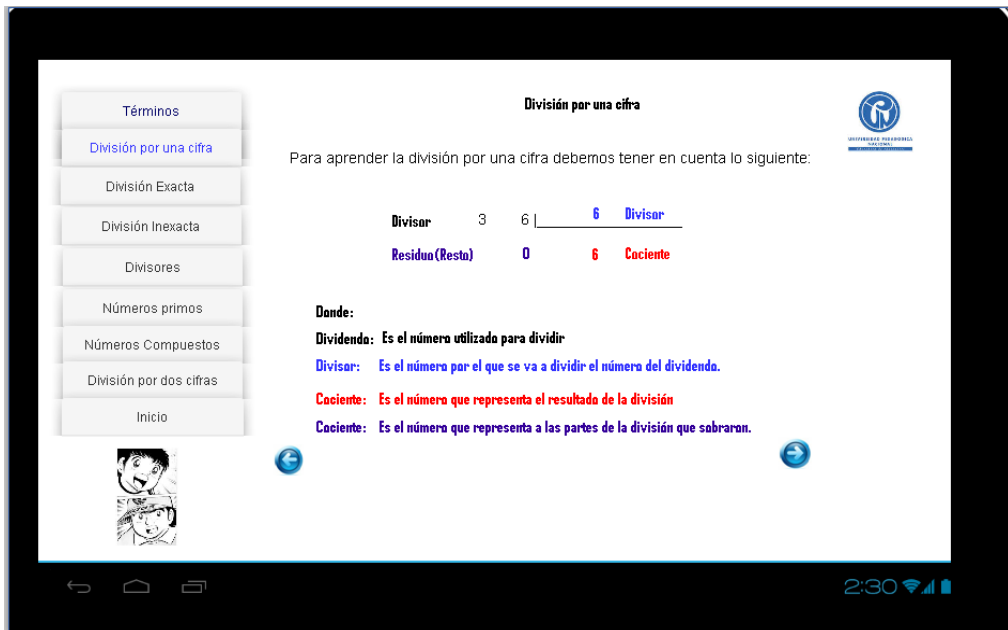 Términos
División por una cifra
División Exacta
División Inexacta
Divisores
Números primos
Números Compuestos
División por dos cifras
Inicio
División por una cifra
UNIVERSIDAD PEDAGOGICA
NACIONAL
Para aprender la división por una cifra debemos tener en cuenta lo siguiente:
Divisor 3 6 | 6 Divisor
Residuo(Resto) 0 6 Cociente
Donde:
Dividendo: Es el número utilizado para dividir
Divisor: Es el número por el que se va a dividir el número del dividendo.
Cociente: Es el número que representa el resultado de la división
Cociente: Es el número que representa a las partes de la división que sobraron.
2:30